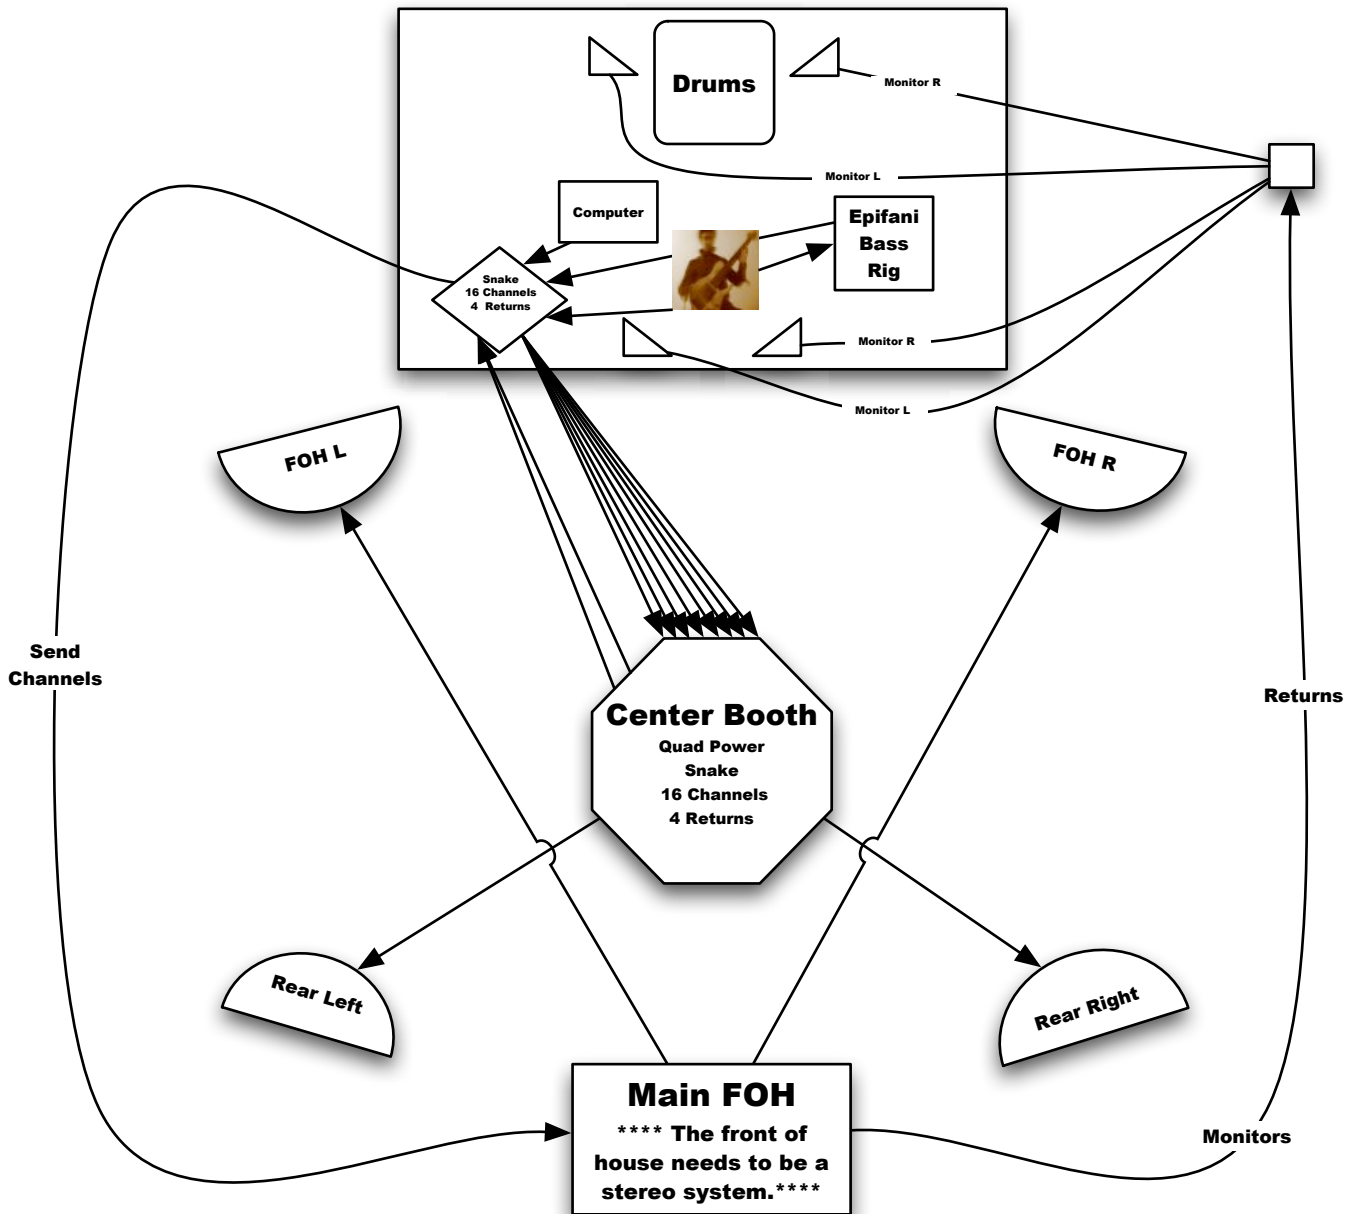 Drums
Monitor R
Monitor L
Computer
Epifani
Bass
Rig
Snake
16 Channels
4 Returns
Monitor R
Monitor L
FOH L
FOH R
Send
Channels
Returns
Center Booth
Quad Power
Snake
16 Channels
4 Returns
Rear Left
Rear Right
Main FOH
**** The front of
house needs to be a
stereo system.****
Monitors